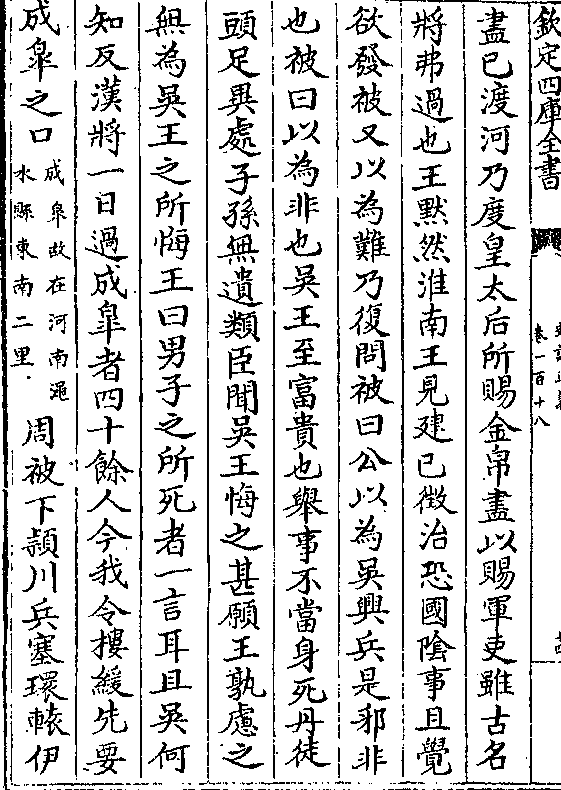 欽定四庫全書
卷一百十八
盡已渡河乃度皇太后所賜金帛盡以賜軍吏雖古名
將弗過也王默然淮南王見建已徴治恐國陰事且覺
欲發被又以為難乃復問被曰公以為吳興兵是邪非
也被曰以為非也吳王至富貴也舉事不當身死丹徒
頭足異處子孫無遺類臣聞吳王悔之甚願王孰慮之
無為吳王之所悔王曰男子之所死者一言耳且吳何
知反漢將一日過成臯者四十餘人今我令摟緩先要
成臯之口
成臯故在河南澠
水縣東南二里
周被下潁川兵塞環轅伊